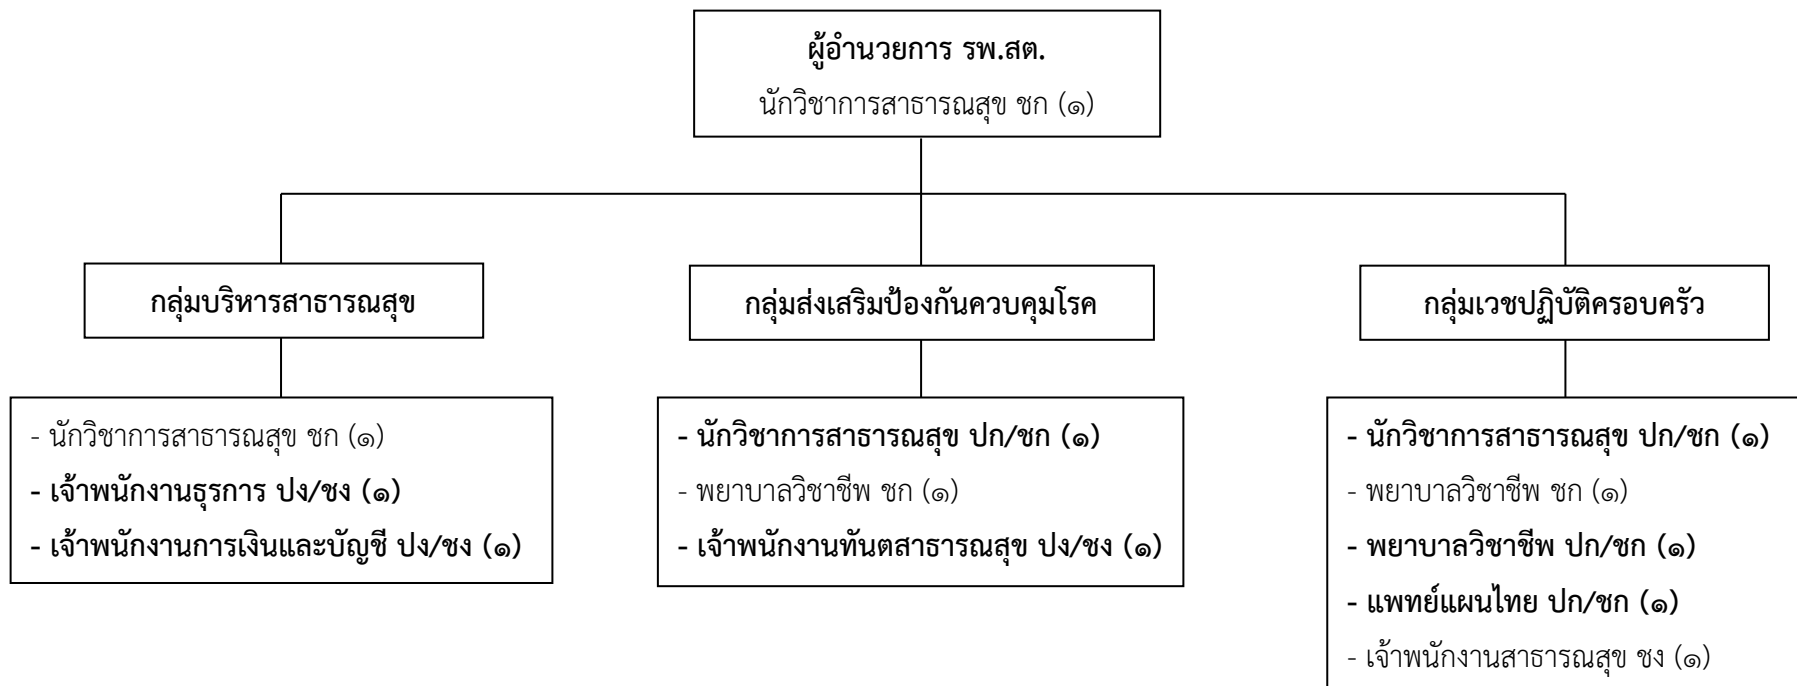 ผู้อำนวยการ รพ.สต.
นักวิชาการสาธารณสุข ชก (๑)
กลุ่มบริหารสาธารณสุข
กลุ่มส่งเสริมป้องกันควบคุมโรค
กลุ่มเวชปฏิบัติครอบครัว
- นักวิชาการสาธารณสุข ชก (๑)
- เจ้าพนักงานธุรการ ปง/ชง (๑)
- เจ้าพนักงานการเงินและบัญชี ปง/ชง (๑)
- นักวิชาการสาธารณสุข ปก/ชก (๑)
- พยาบาลวิชาชีพ ชก (๑)
- เจ้าพนักงานทันตสาธารณสุข ปง/ชง (๑)
- นักวิชาการสาธารณสุข ปก/ชก (๑)
- พยาบาลวิชาชีพ ชก (๑)
- พยาบาลวิชาชีพ ปก/ชก (๑)
- แพทย์แผนไทย ปก/ชก (๑)
- เจ้าพนักงานสาธารณสุข ชง (๑)